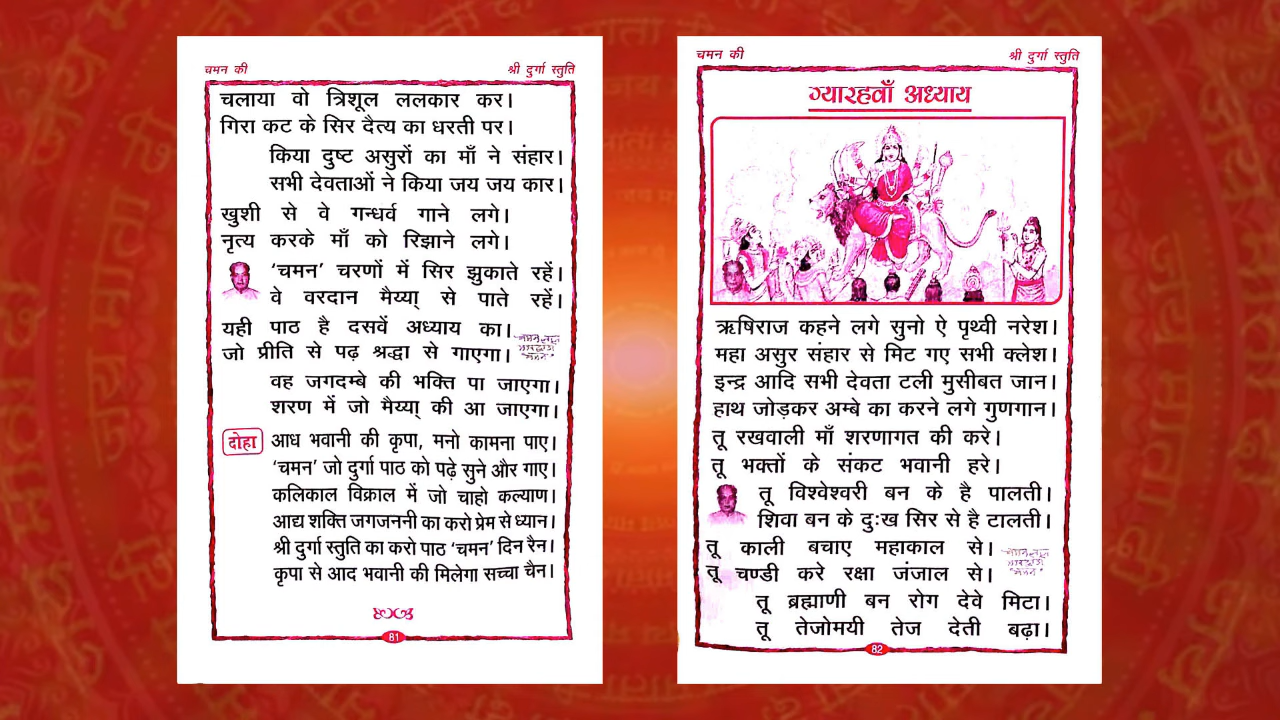 चमन की
श्री दुर्गा स्तुति
चलाया वो त्रिशूल ललकार कर।
गिरा कट के सिर दैत्य का धरती पर।
किया दुष्ट असुरों का माँ ने संहार।
सभी देवताओं ने किया जय जय कार।
खुशी से वे गन्धर्व गाने लगे।
नृत्य करके माँ को रिझाने लगे।
‘चमन’ चरणों में सिर झुकाते रहें।
वे वरदान मैय्या् से पाते रहें।
यही पाठ है दसवें अध्याय का।
जो प्रीति से पढ़ श्रद्धा से गाएगा।
वह जगदम्बे की भक्ति पा जाएगा।
शरण में जो मैय्या् की आ जाएगा।
दोहा
आध भवानी की कृपा, मनो कामना पाए।
‘चमन’ जो दुर्गा पाठ को पढ़े सुने और गाए।
कलिकाल विक्राल में जो चाहो कल्याण।
आद्य शक्ति जगजननी का करो प्रेम से ध्यान।
श्री दुर्गा स्तुति का करो पाठ ‘चमन’ दिन रैन।
कृपा से आद भवानी की मिलेगा सच्चा चैन।
81
चमन की
श्री दुर्गा स्तुति
ग्यारहवाँ अध्याय
ऋषिराज कहने लगे सुनो ऐ पृथ्वी नरेश।
महा असुर संहार से मिट गए सभी क्लेश।
इन्द्र आदि सभी देवता टली मुसीबत जान।
हाथ जोड़कर अम्बे का करने लगे गुणगान।
तू रखवाली माँ शरणागत की करे।
तू भक्तों के संकट भवानी हरे।
तू विश्वेश्वरी बन के है पालती।
शिवा बन के दुःख सिर से है टालती।
तू काली बचाए महाकाल से।
तू चण्डी करे रक्षा जंजाल से।
तू ब्रह्माणी बन रोग देवे मिटा।
तू तेजोमयी तेज देती बढ़ा।
82